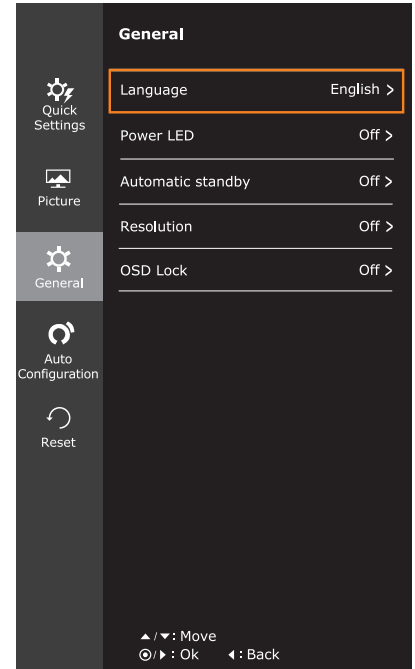 General
Quick
Settings
Picture
General
Auto
Configuration
Reset
Language English >
Power LED Off >
Automatic standby Off >
Resolution Off >
OSD Lock Off >
▲/▼: Move
◉/▶: Ok ◀: Back